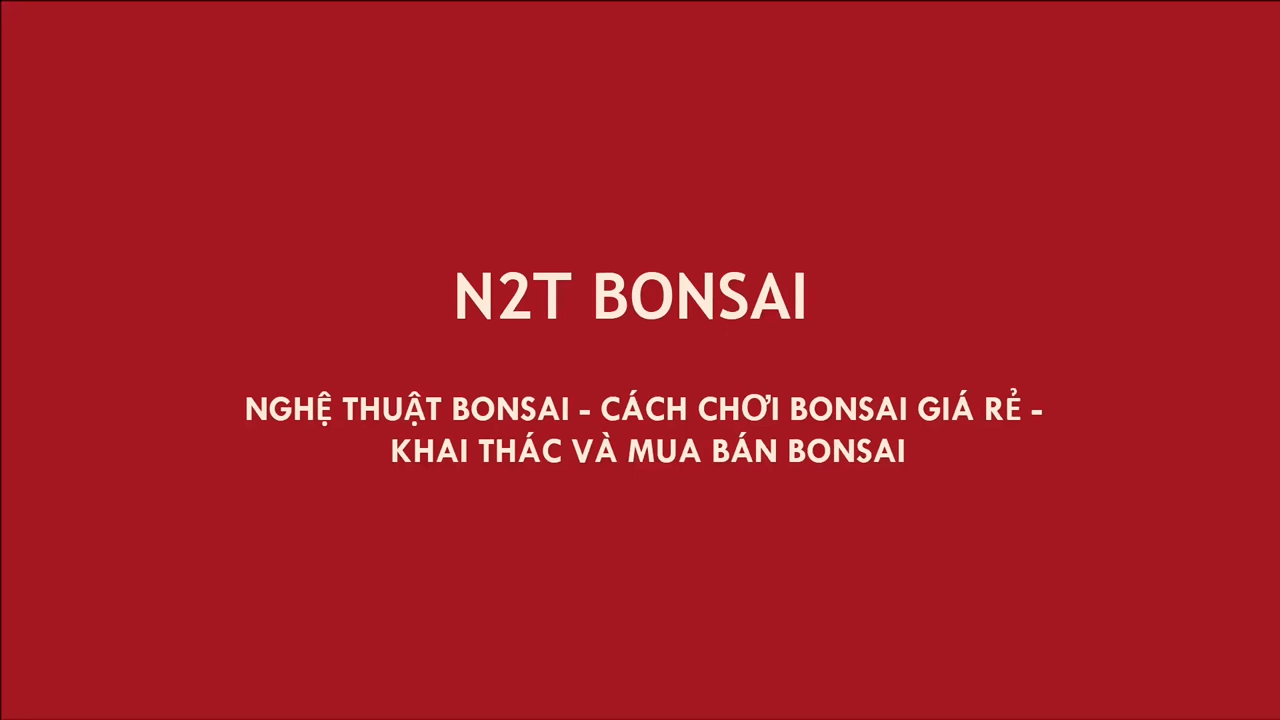 N2T BONSAI
NGHỆ THUẬT BONSAI - CÁCH CHƠI BONSAI GIÁ RẺ -
KHAI THÁC VÀ MUA BÁN BONSAI